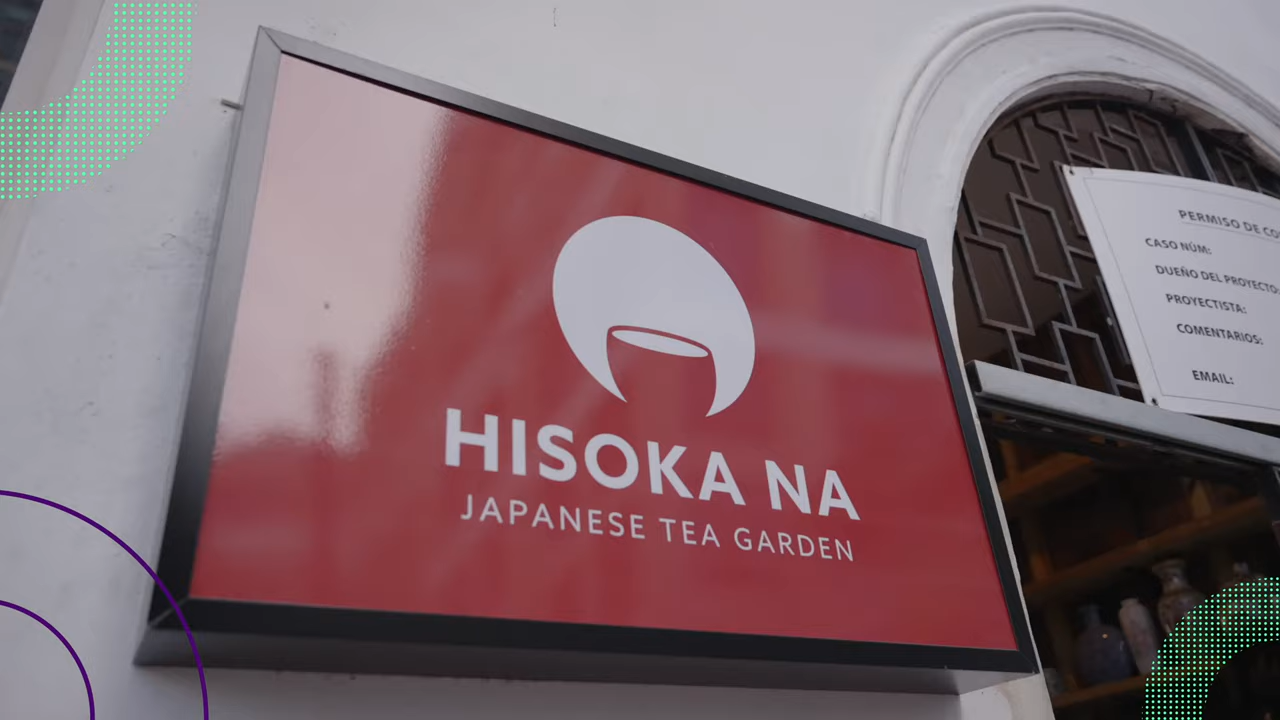 HISOKA NA
JAPANESE TEA GARDEN
PERMISO DE
CASO NÚM:
DUEÑO DEL PROYECTO:
PROYECTISTA:
COMENTARIOS:
EMAIL: